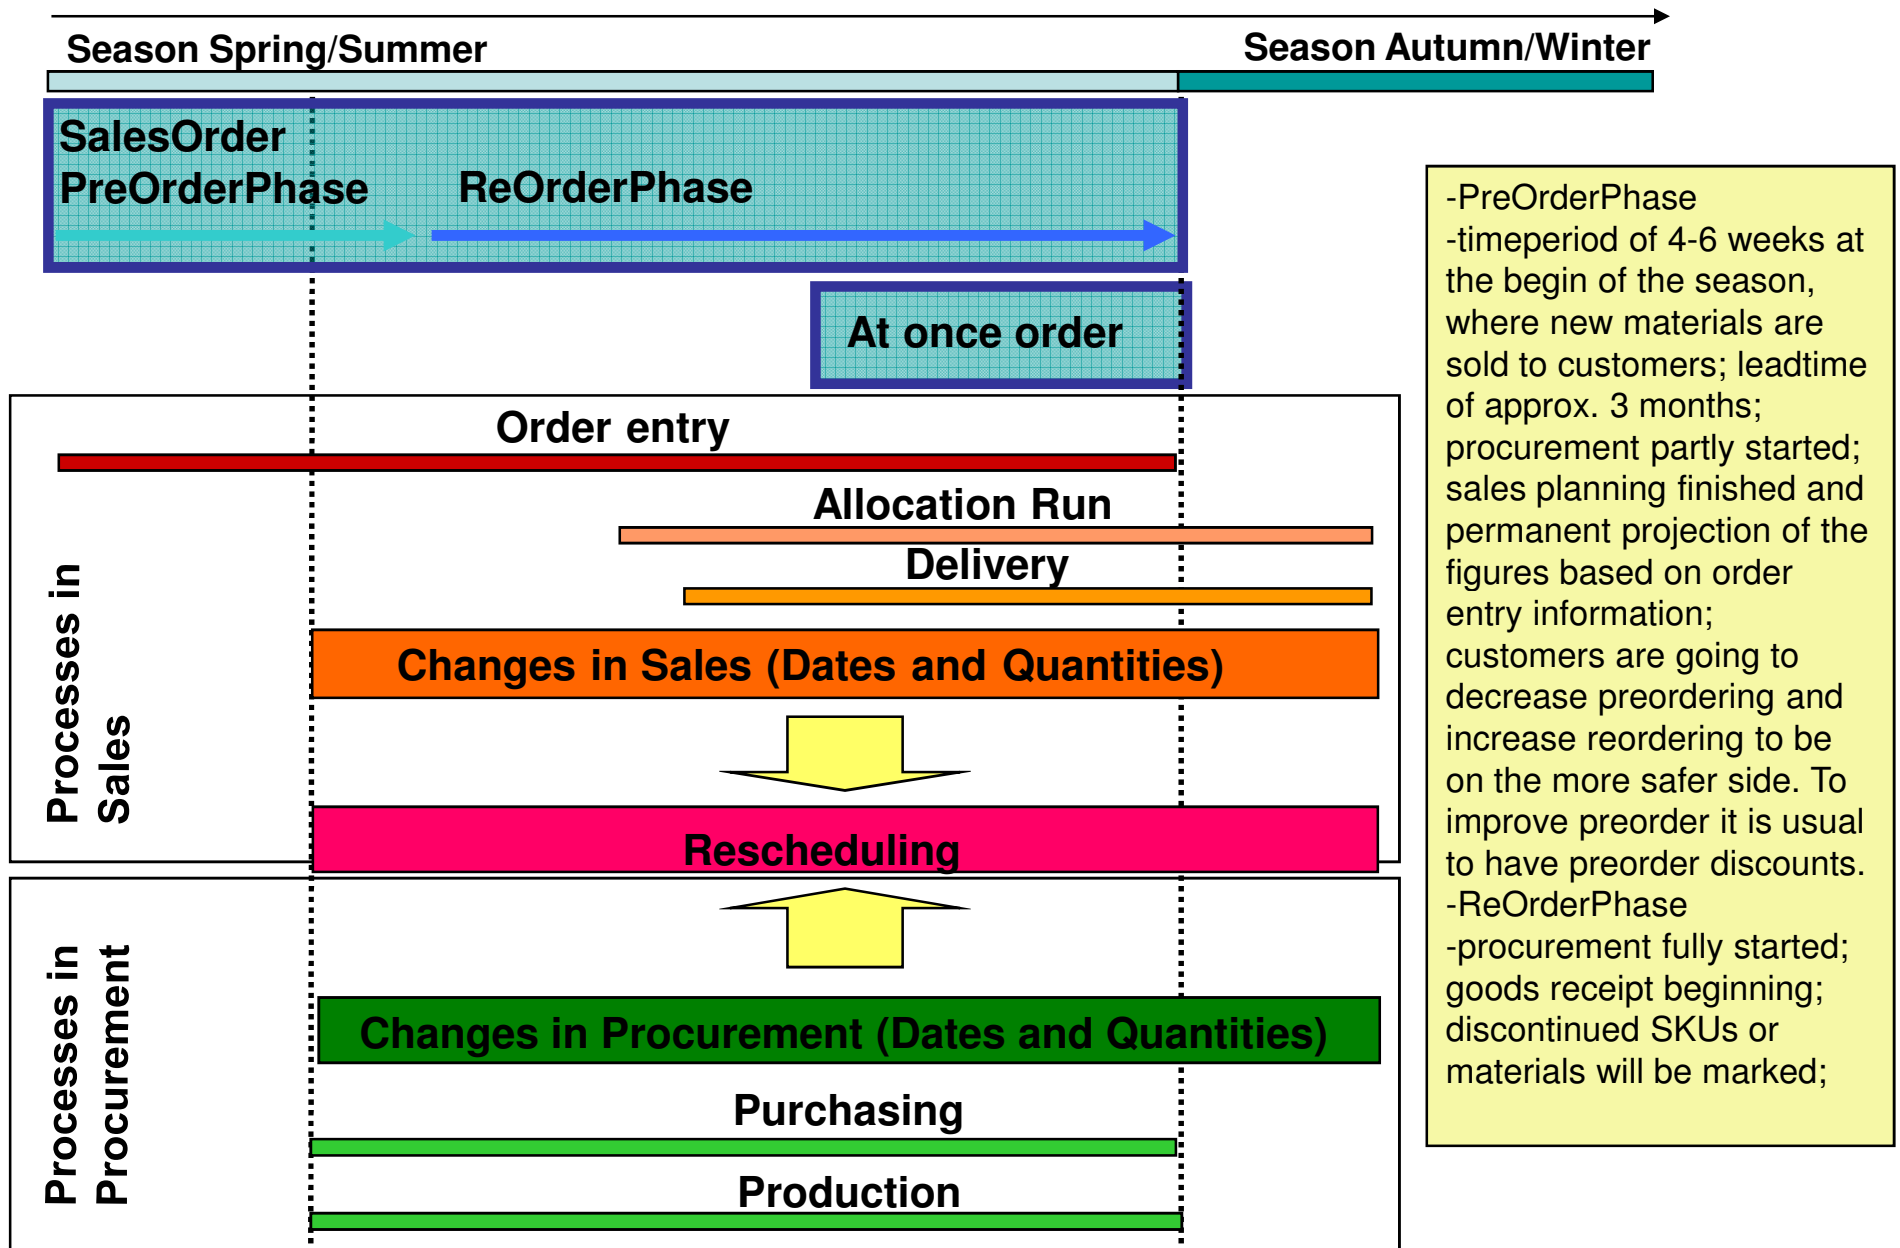 Season Spring/Summer
Season Autumn/Winter
SalesOrder
PreOrderPhase
ReOrderPhase
At once order
Order entry
Allocation Run
Delivery
Changes in Sales (Dates and Quantities)
Rescheduling
Processes in
Sales
Changes in Procurement (Dates and Quantities)
Purchasing
Production
Processes in
Procurement
-PreOrderPhase
-timeperiod of 4-6 weeks at
the begin of the season,
where new materials are
sold to customers; leadtime
of approx. 3 months;
procurement partly started;
sales planning finished and
permanent projection of the
figures based on order
entry information;
customers are going to
decrease preordering and
increase reordering to be
on the more safer side. To
improve preorder it is usual
to have preorder discounts.
-ReOrderPhase
-procurement fully started;
goods receipt beginning;
discontinued SKUs or
materials will be marked;